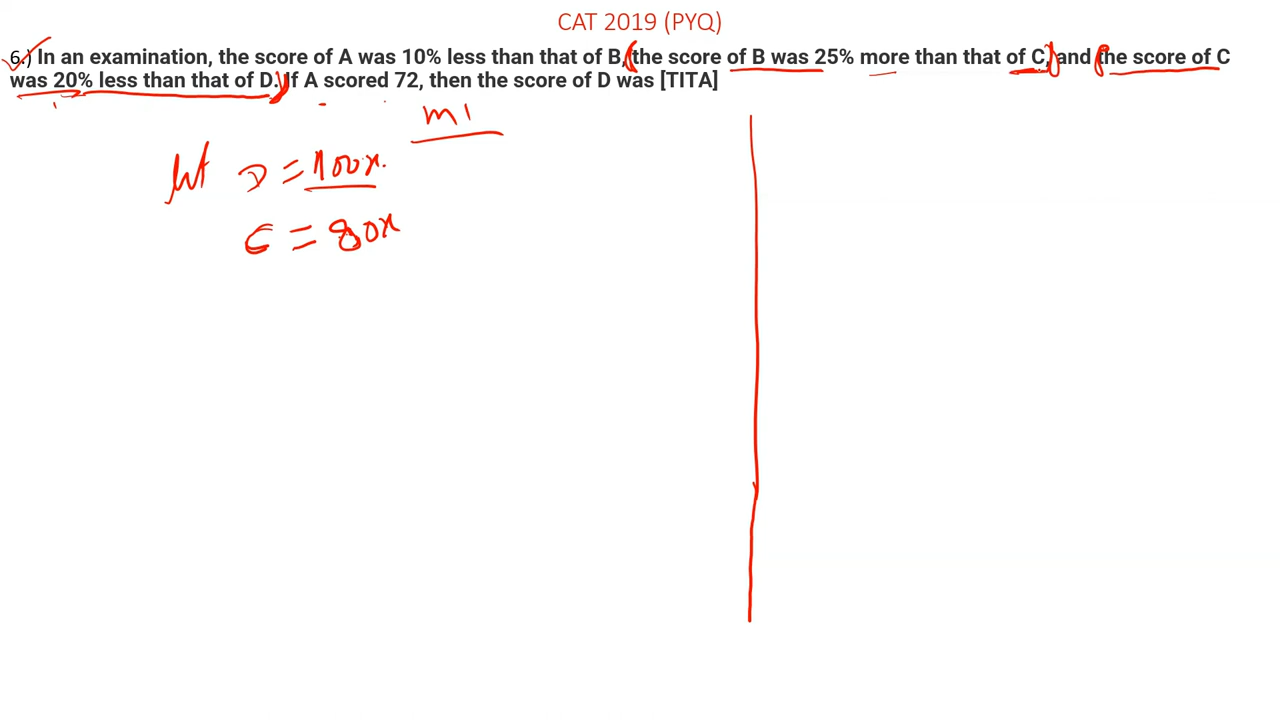 CAT 2019 (PYQ)
6.) In an examination, the score of A was 10% less than that of B, the score of B was 25% more than that of C, and the score of C
was 20% less than that of D. If A scored 72, then the score of D was [TITA]
m1
let D = 100x.
C = 80x